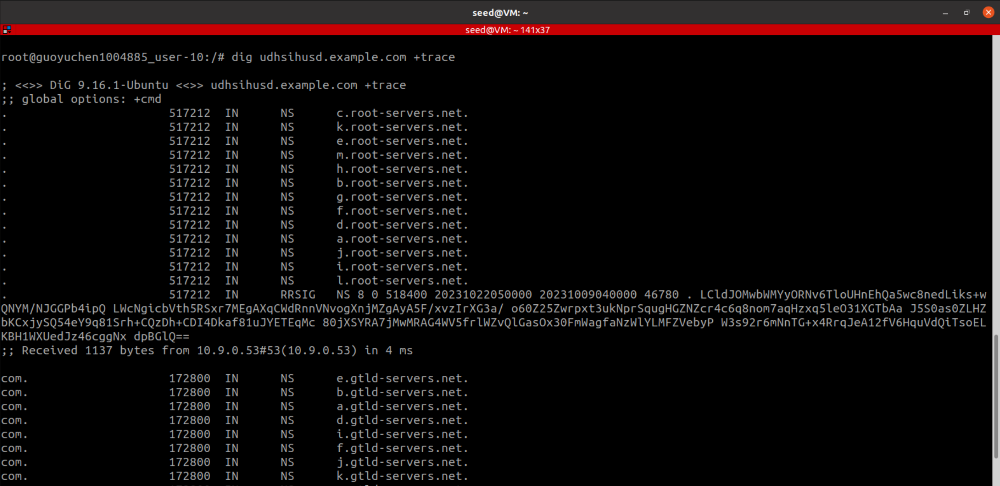 seed@VM: ~
seed@VM: ~ 141x37
root@guoyuchen1004885_user-10:/# dig udhsihusd.example.com +trace
; <<>> DiG 9.16.1-Ubuntu <<>> udhsihusd.example.com +trace
;; global options: +cmd
. 517212 IN NS c.root-servers.net.
. 517212 IN NS k.root-servers.net.
. 517212 IN NS e.root-servers.net.
. 517212 IN NS m.root-servers.net.
. 517212 IN NS h.root-servers.net.
. 517212 IN NS b.root-servers.net.
. 517212 IN NS g.root-servers.net.
. 517212 IN NS f.root-servers.net.
. 517212 IN NS d.root-servers.net.
. 517212 IN NS a.root-servers.net.
. 517212 IN NS j.root-servers.net.
. 517212 IN NS i.root-servers.net.
. 517212 IN NS l.root-servers.net.
. 517212 IN RRSIG NS 8 0 518400 20231022050000 20231009040000 46780 . LCldJOMwbWMYyORNv6TloUHnEhQa5wc8nedLiks+w
QNYM/NJGGPb4ipQ LWcNgicbVth5RSxr7MEgAXqCWdRnnVNvogXnjMZgAyA5F/xvzIrXG3a/ o60Z25Zwrpxt3ukNprSqugHGZNZcr4c6q8nom7aqHzxq5leO31XGTbAa J5S0as0ZLHZ
bKCxjySQ54eY9q81Srh+CQzDh+CDI4Dkaf81uJYETEqMc 80jXSYRA7jMwMRAG4WV5frlWZvQlGasOx30FmWagfaNzWlYLMFZVebyP W3s92r6mNnTG+x4RrqJeA12fV6HquVdQiTsoEL
KBH1WXUedJz46cggNx dpBGlQ==
;; Received 1137 bytes from 10.9.0.53#53(10.9.0.53) in 4 ms
com. 172800 IN NS e.gtld-servers.net.
com. 172800 IN NS b.gtld-servers.net.
com. 172800 IN NS a.gtld-servers.net.
com. 172800 IN NS d.gtld-servers.net.
com. 172800 IN NS i.gtld-servers.net.
com. 172800 IN NS f.gtld-servers.net.
com. 172800 IN NS j.gtld-servers.net.
com. 172800 IN NS k.gtld-servers.net.